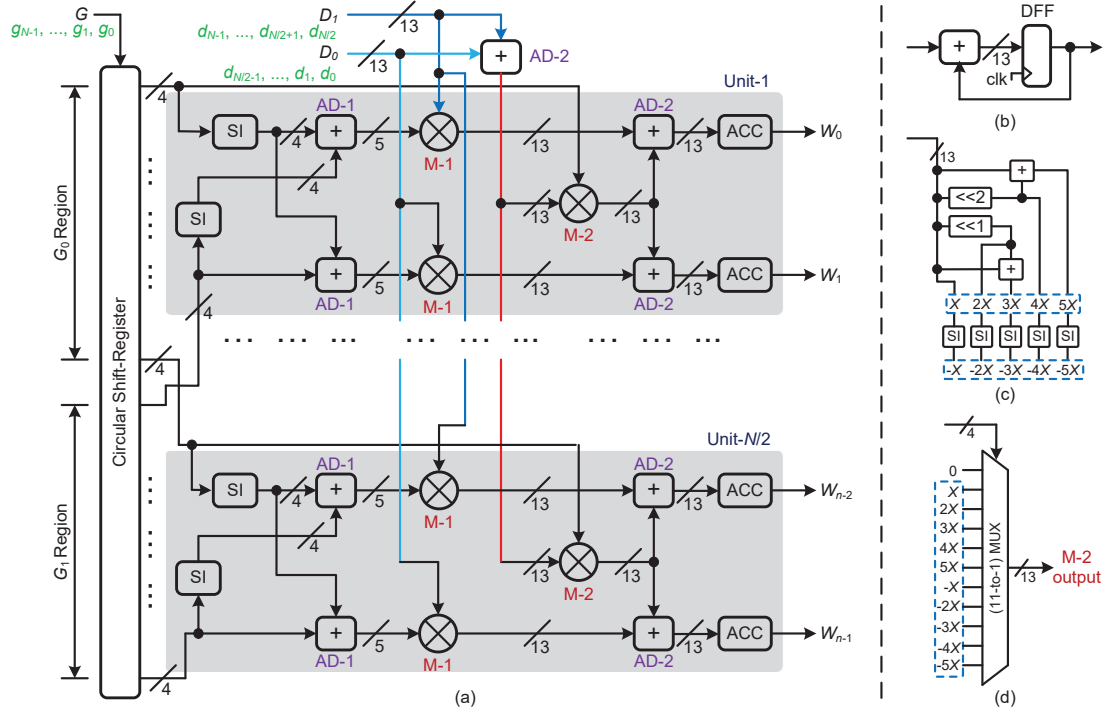 G
g_{N-1}, ..., g_1, g_0
D_1
13
d_{N-1}, ..., d_{N/2+1}, d_{N/2}
D_0
13
d_{N/2-1}, ..., d_1, d_0
+
AD-2
4
Unit-1
AD-1
AD-2
SI
4
+
5
M-1
13
+
13
ACC
W_0
4
SI
13
M-2
13
+
5
13
+
13
ACC
W_1
AD-1
M-1
AD-2
4
G_0 Region
Circular Shift-Register
... ... ... ... ... ... ...
4
G_1 Region
Unit-N/2
AD-1
AD-2
SI
4
+
5
13
+
13
ACC
W_{n-2}
M-1
4
SI
13
M-2
13
+
5
13
+
13
ACC
W_{n-1}
AD-1
M-1
AD-2
4
(a)
DFF
+
13
clk
(b)
13
+
<<2
<<1
+
X 2X 3X 4X 5X
SI SI SI SI SI
-X -2X -3X -4X -5X
(c)
4
0
X
2X
3X
4X
5X
-X
-2X
-3X
-4X
-5X
(11-to-1) MUX
13
M-2
output
(d)